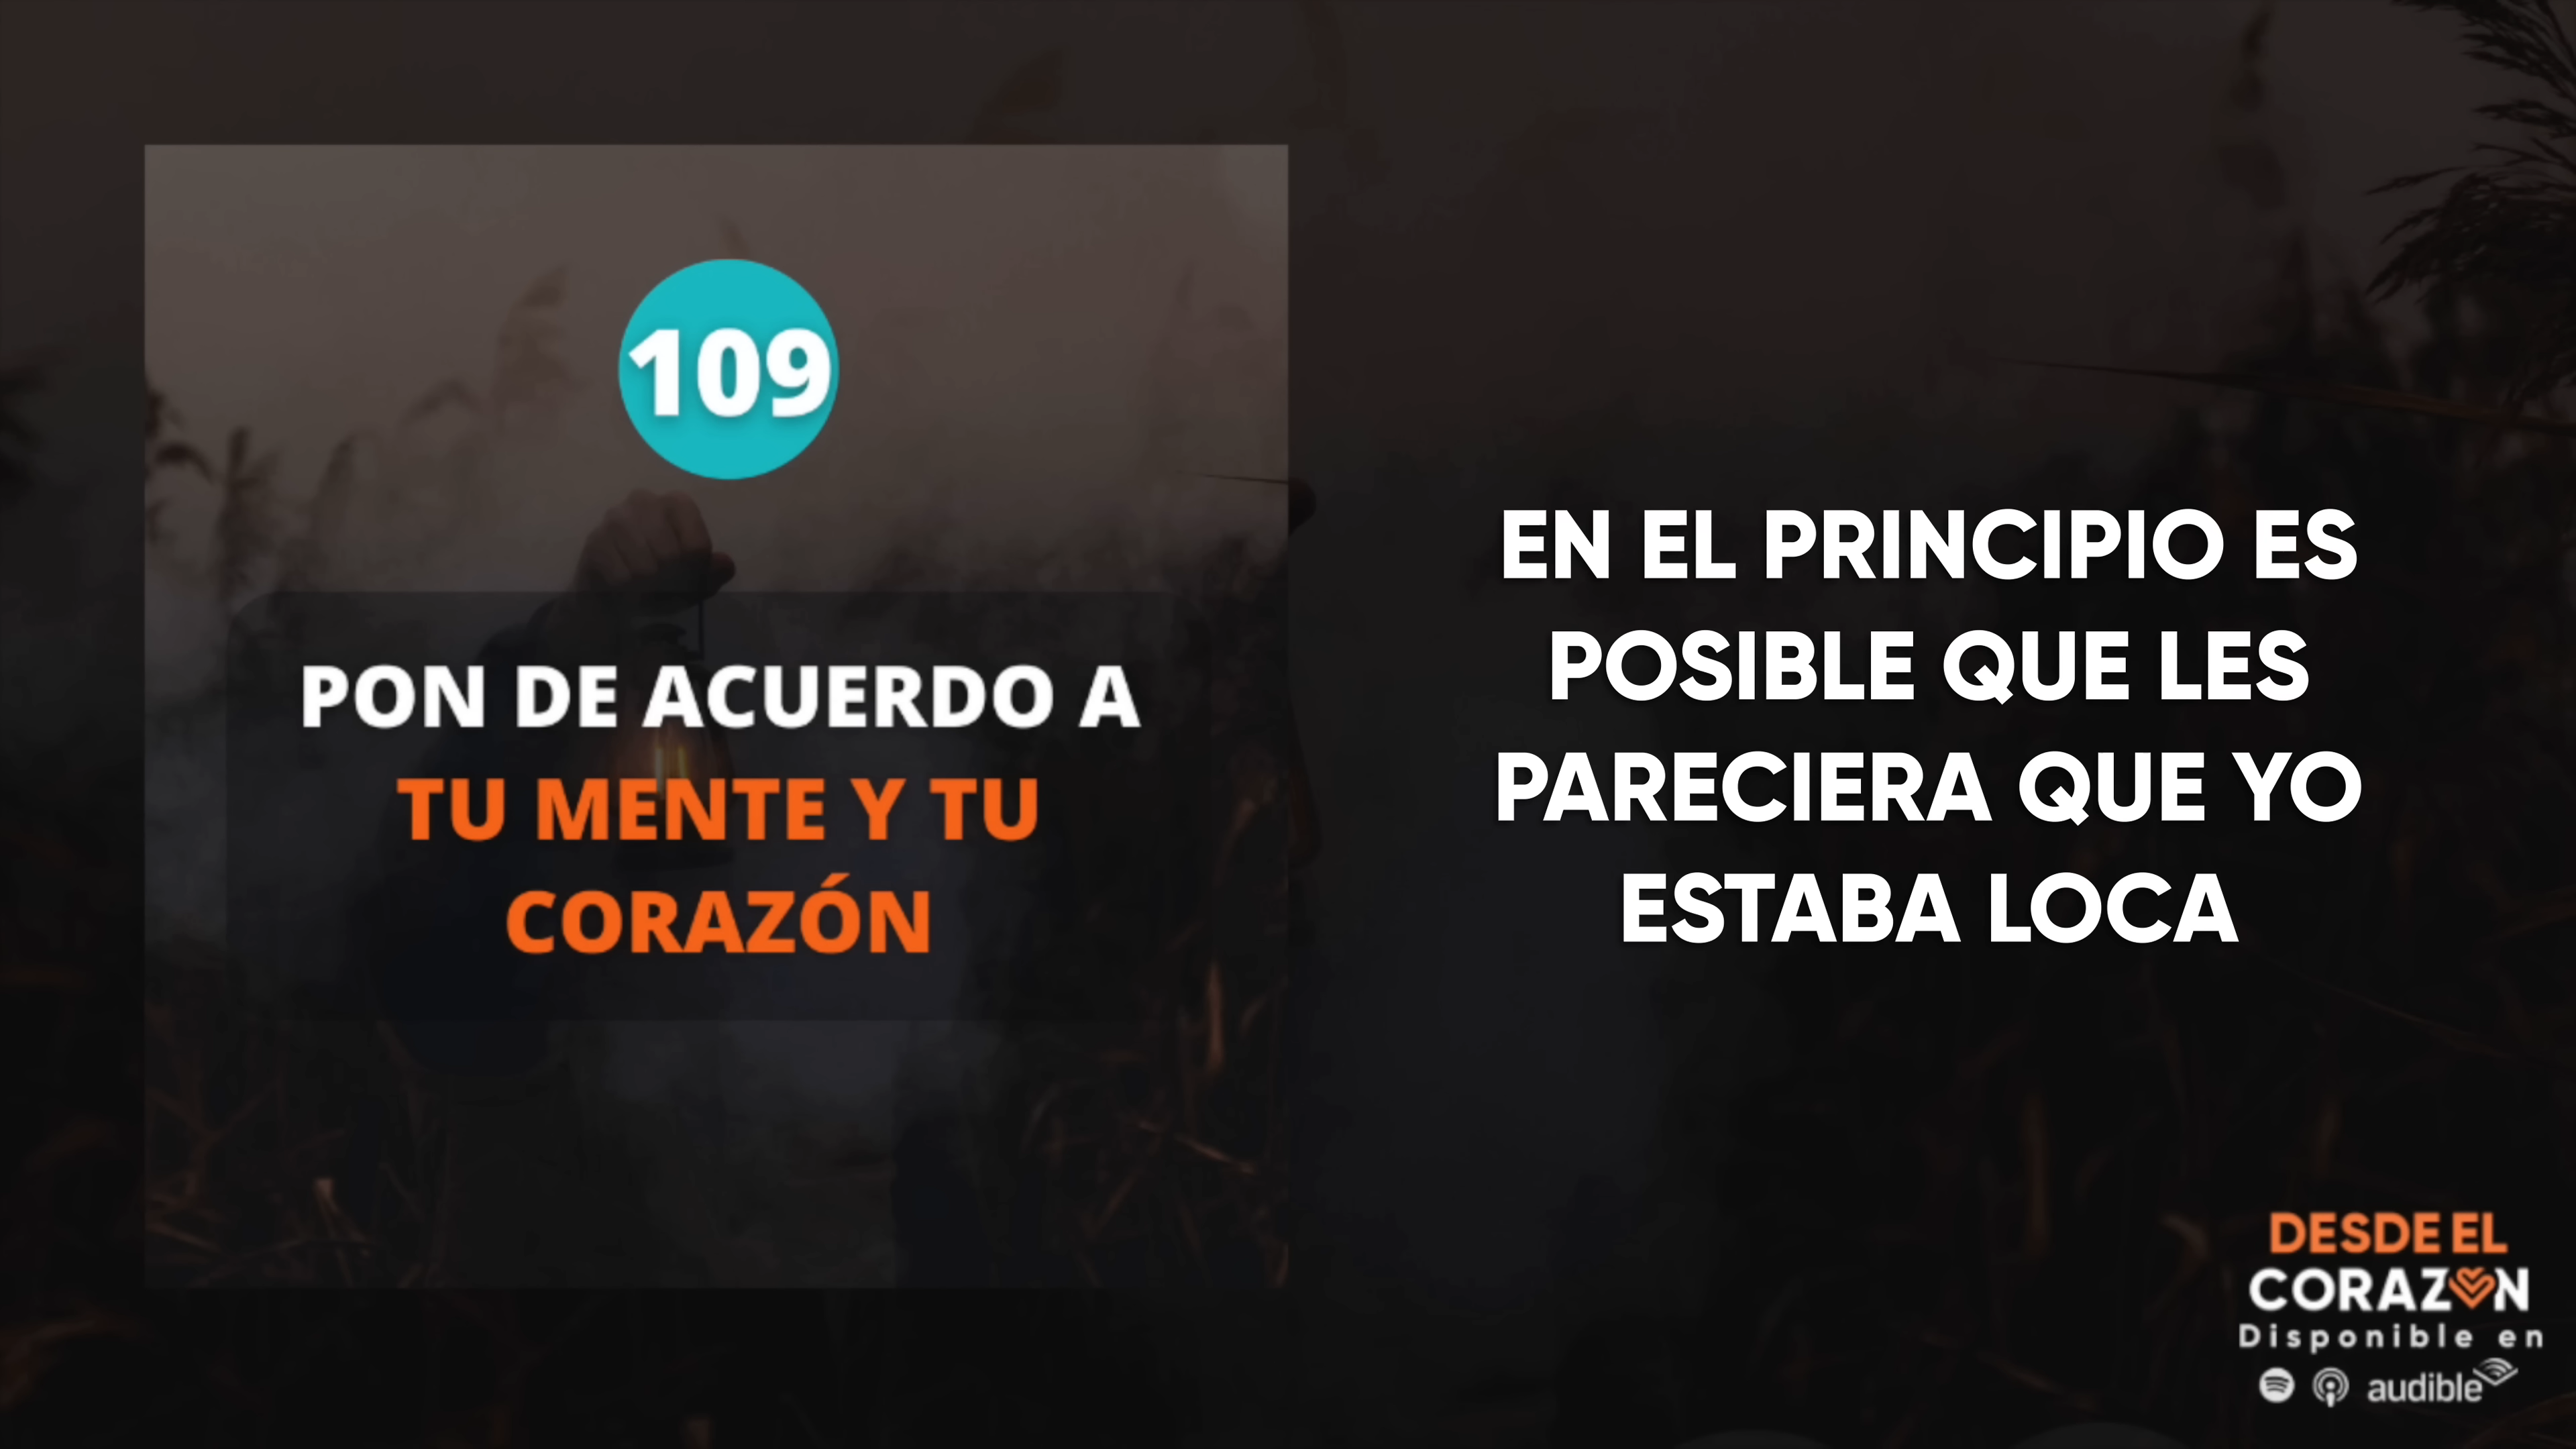 109
PON DE ACUERDO A
TU MENTE Y TU
CORAZÓN
EN EL PRINCIPIO ES
POSIBLE QUE LES
PARECIERA QUE YO
ESTABA LOCA
DESDE EL
CORAZÓN
Disponible en
audible